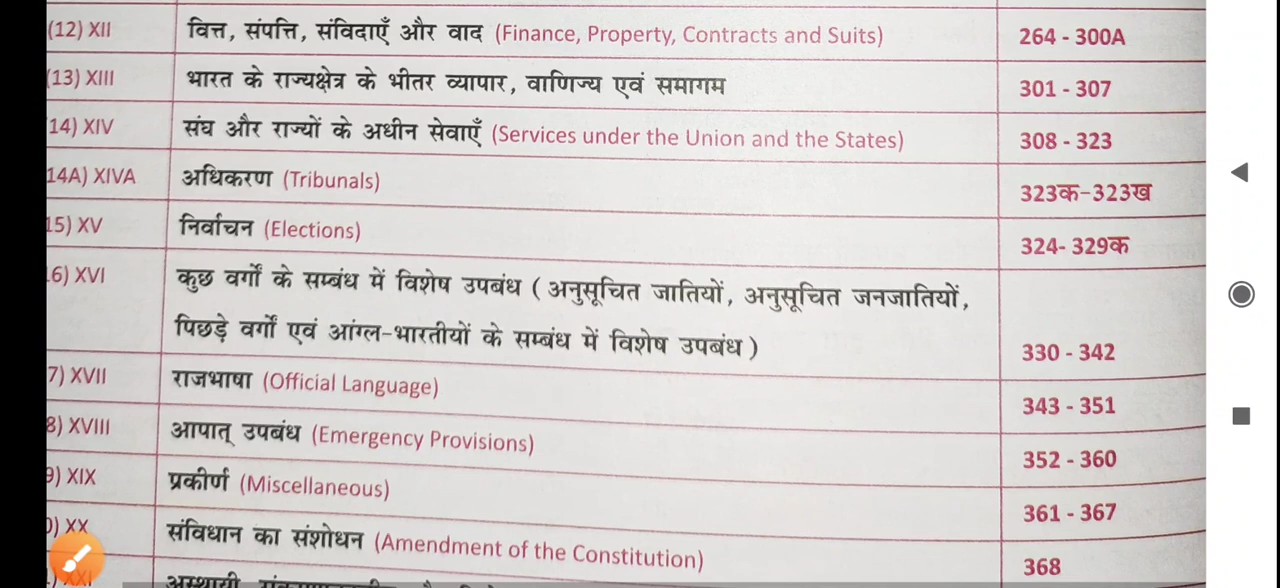 (12) XII वित्त, संपत्ति, संविदाएँ और वाद (Finance, Property, Contracts and Suits) 264 - 300A
(13) XIII भारत के राज्यक्षेत्र के भीतर व्यापार, वाणिज्य एवं समागम 301 - 307
14) XIV संघ और राज्यों के अधीन सेवाएँ (Services under the Union and the States) 308 - 323
14A) XIVA अधिकरण (Tribunals) 323क-323ख
15) XV निर्वाचन (Elections) 324- 329क
6) XVI कुछ वर्गों के सम्बंध में विशेष उपबंध ( अनुसूचित जातियों, अनुसूचित जनजातियों,
पिछड़े वर्गों एवं आंग्ल-भारतीयों के सम्बंध में विशेष उपबंध ) 330 - 342
7) XVII राजभाषा (Official Language) 343 - 351
8) XVIII आपात् उपबंध (Emergency Provisions) 352 - 360
9) XIX प्रकीर्ण (Miscellaneous) 361 - 367
) XX संविधान का संशोधन (Amendment of the Constitution) 368
XXI अस्थायी